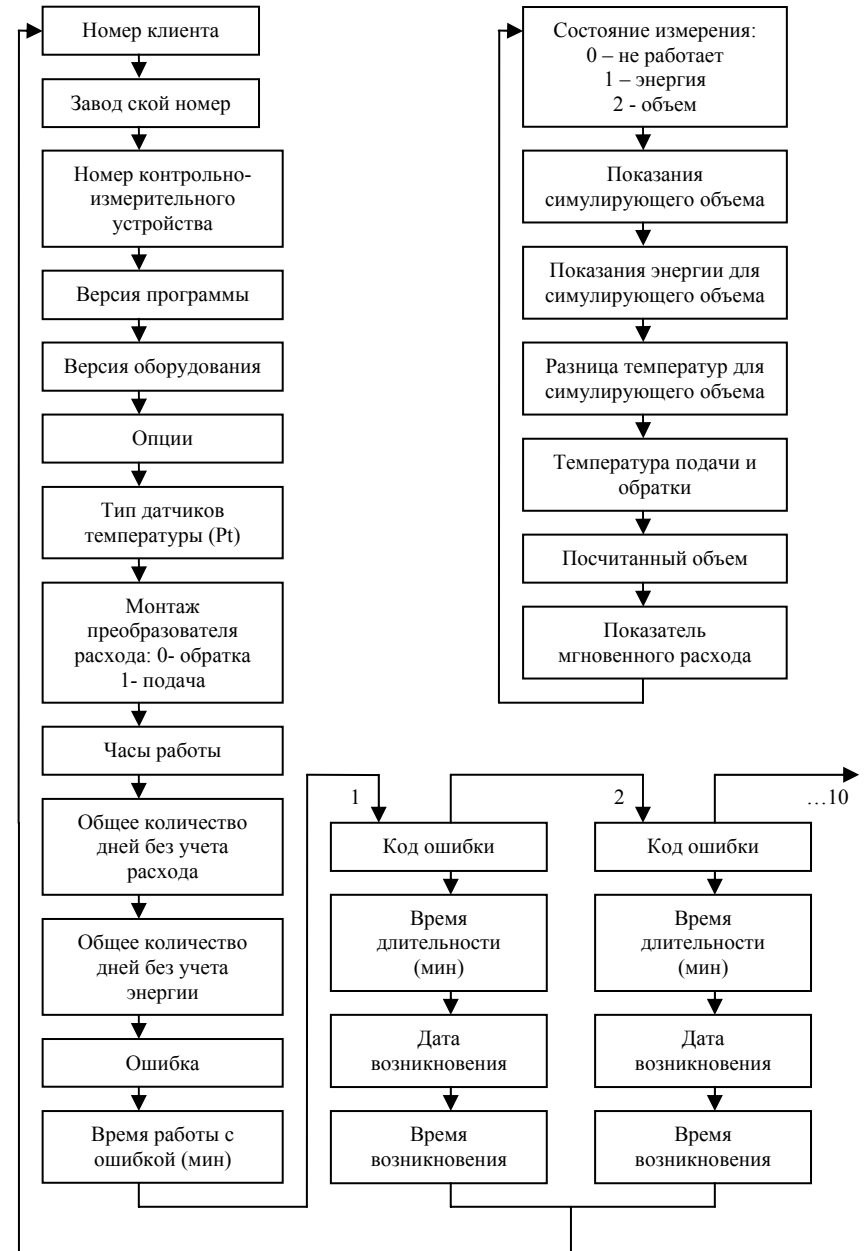 Номер клиента
Завод ской номер
Номер контрольно-
измерительного
устройства
Версия программы
Версия оборудования
Опции
Тип датчиков
температуры (Pt)
Монтаж
преобразователя
расхода: 0- обратка
1- подача
Часы работы
Общее количество
дней без учета
расхода
Общее количество
дней без учета
энергии
Ошибка
Время работы с
ошибкой (мин)
Состояние измерения:
0 – не работает
1 – энергия
2 - объем
Показания
симулирующего объема
Показания энергии для
симулирующего объема
Разница температур для
симулирующего объема
Температура подачи и
обратки
Посчитанный объем
Показатель
мгновенного расхода
1
Код ошибки
Время
длительности
(мин)
Дата
возникновения
Время
возникновения
2
Код ошибки
Время
длительности
(мин)
Дата
возникновения
Время
возникновения
…10